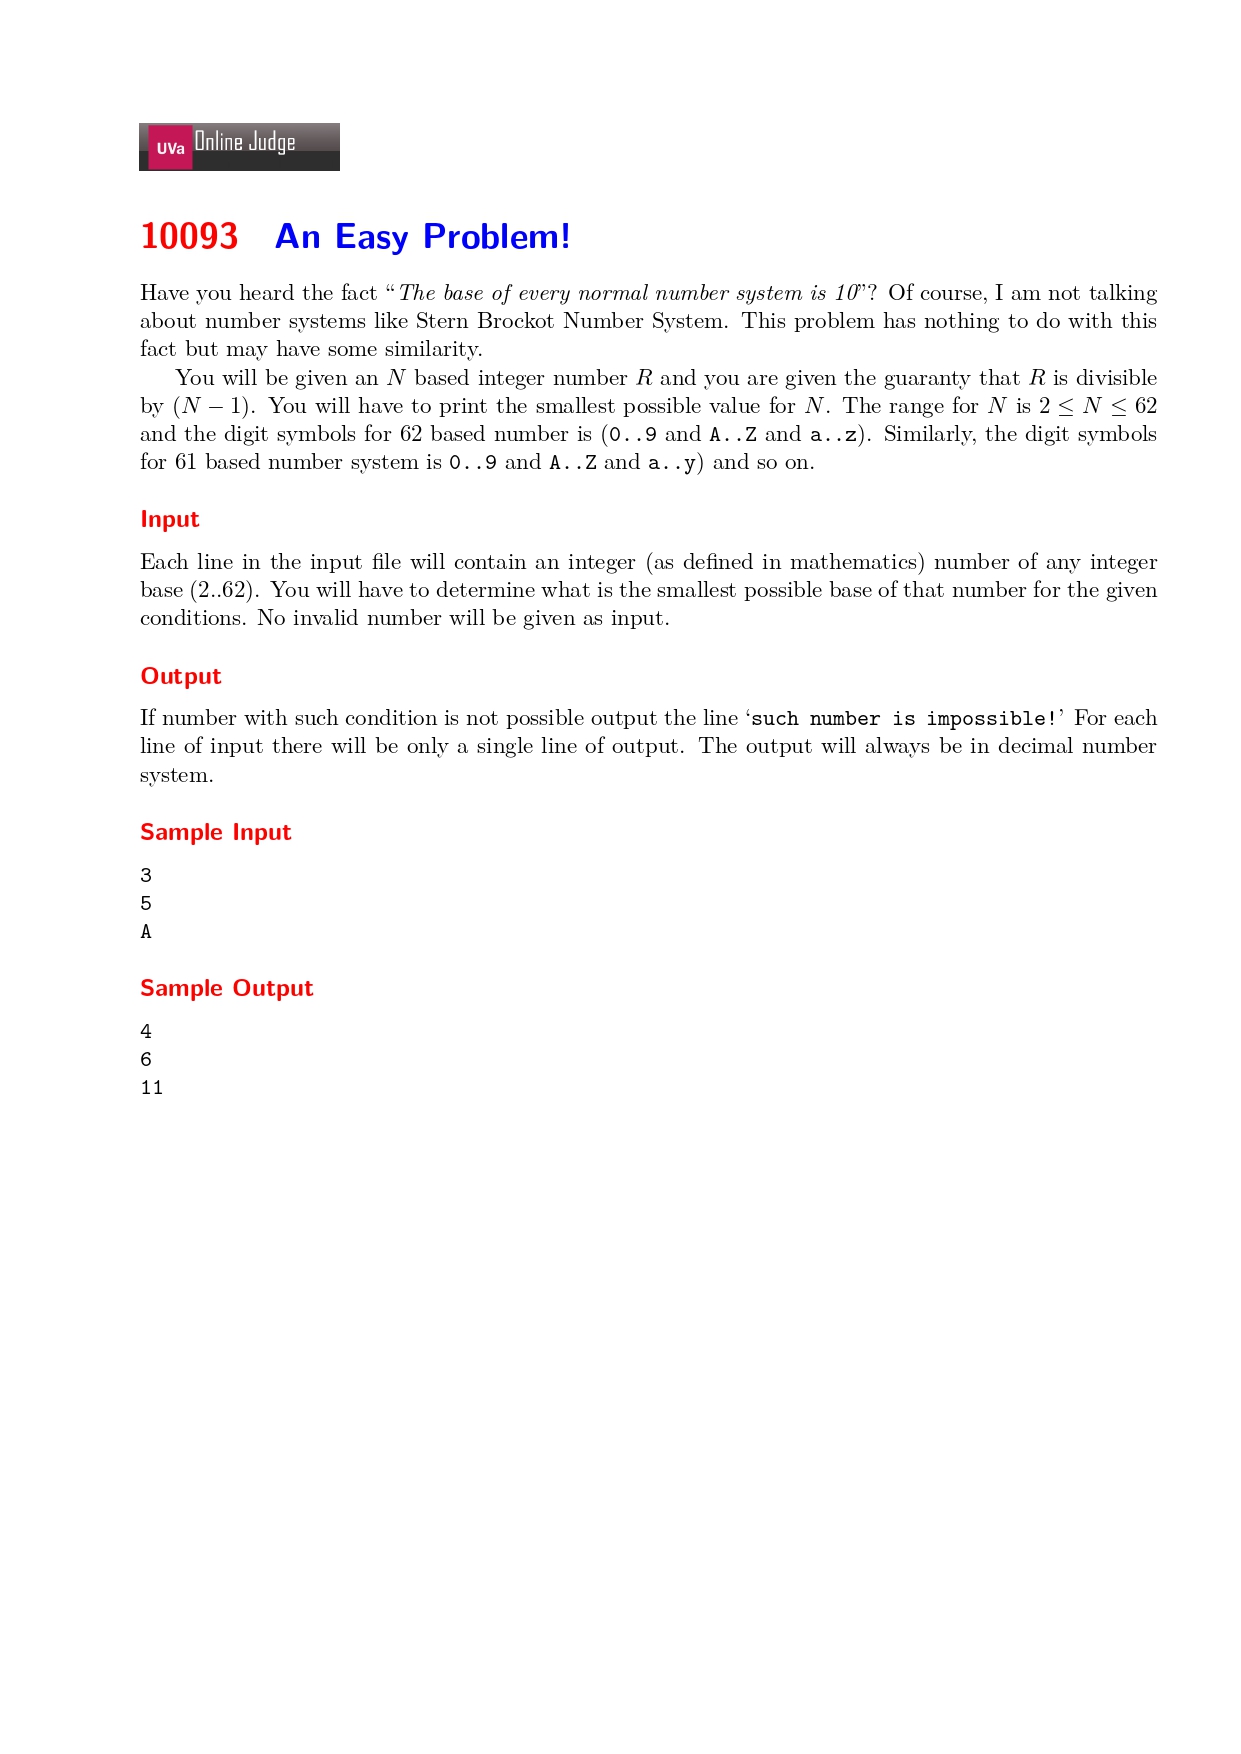 UVa Online Judge
10093 An Easy Problem!
Have you heard the fact “The base of every normal number system is 10”? Of course, I am not talking
about number systems like Stern Brockot Number System. This problem has nothing to do with this
fact but may have some similarity.
You will be given an N based integer number R and you are given the guaranty that R is divisible
by (N − 1). You will have to print the smallest possible value for N. The range for N is 2 ≤ N ≤ 62
and the digit symbols for 62 based number is (0..9 and A..Z and a..z). Similarly, the digit symbols
for 61 based number system is 0..9 and A..Z and a..y) and so on.
Input
Each line in the input file will contain an integer (as defined in mathematics) number of any integer
base (2..62). You will have to determine what is the smallest possible base of that number for the given
conditions. No invalid number will be given as input.
Output
If number with such condition is not possible output the line ‘such number is impossible!’ For each
line of input there will be only a single line of output. The output will always be in decimal number
system.
Sample Input
3
5
A
Sample Output
4
6
11